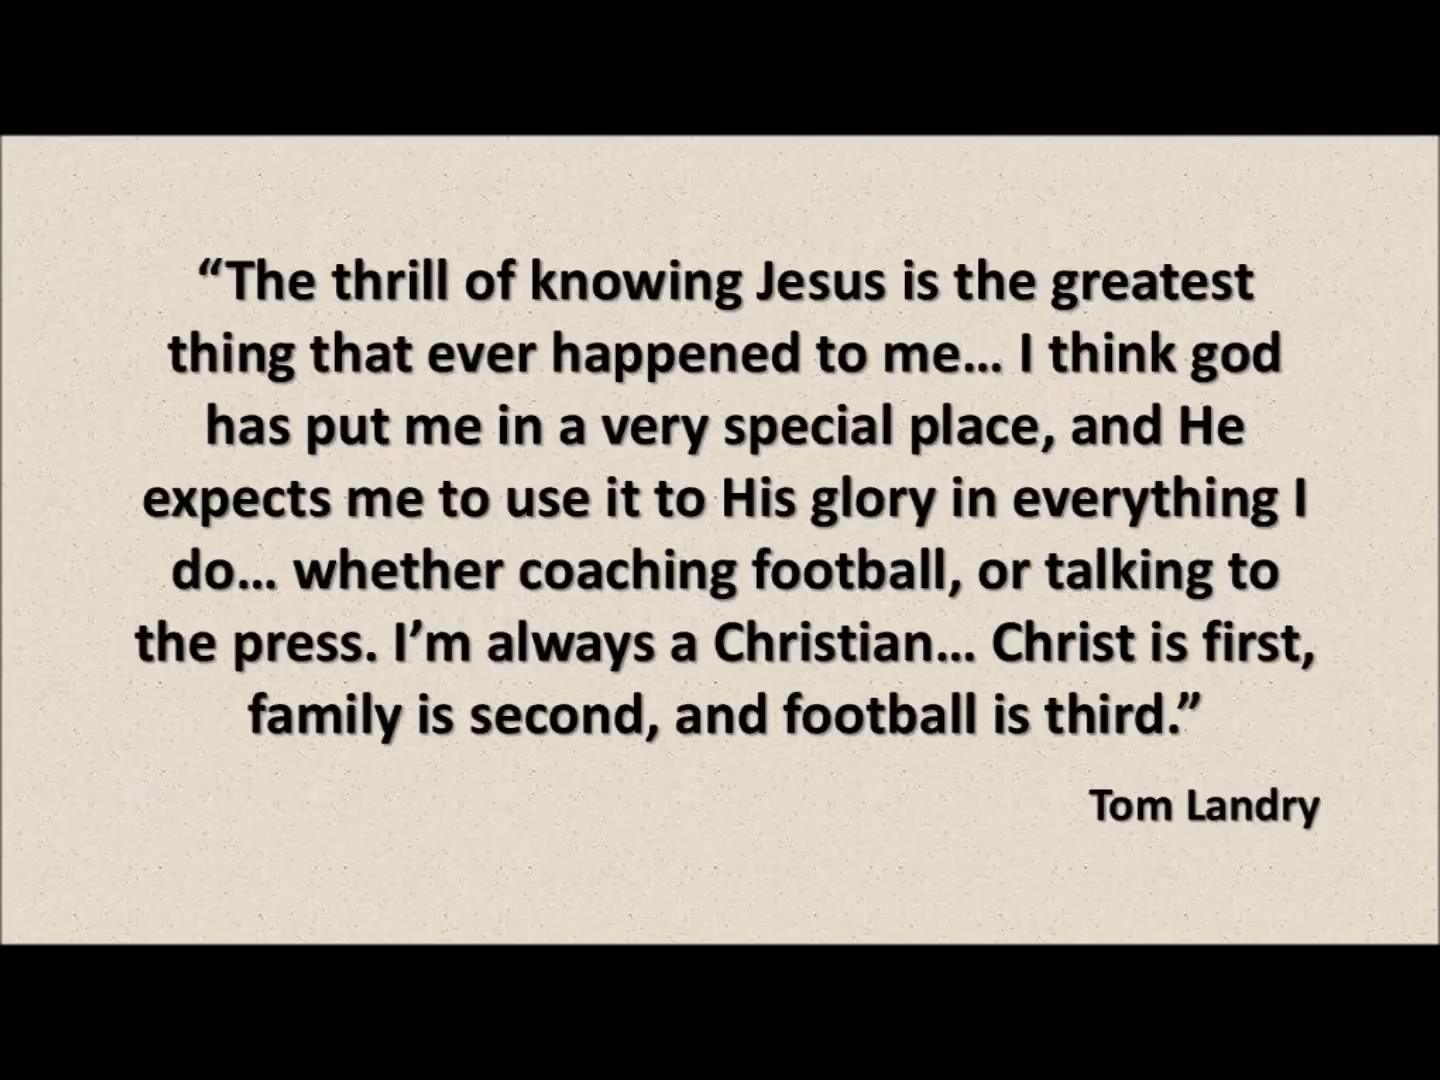 “The thrill of knowing Jesus is the greatest
thing that ever happened to me… I think god
has put me in a very special place, and He
expects me to use it to His glory in everything I
do… whether coaching football, or talking to
the press. I’m always a Christian… Christ is first,
family is second, and football is third.”
Tom Landry